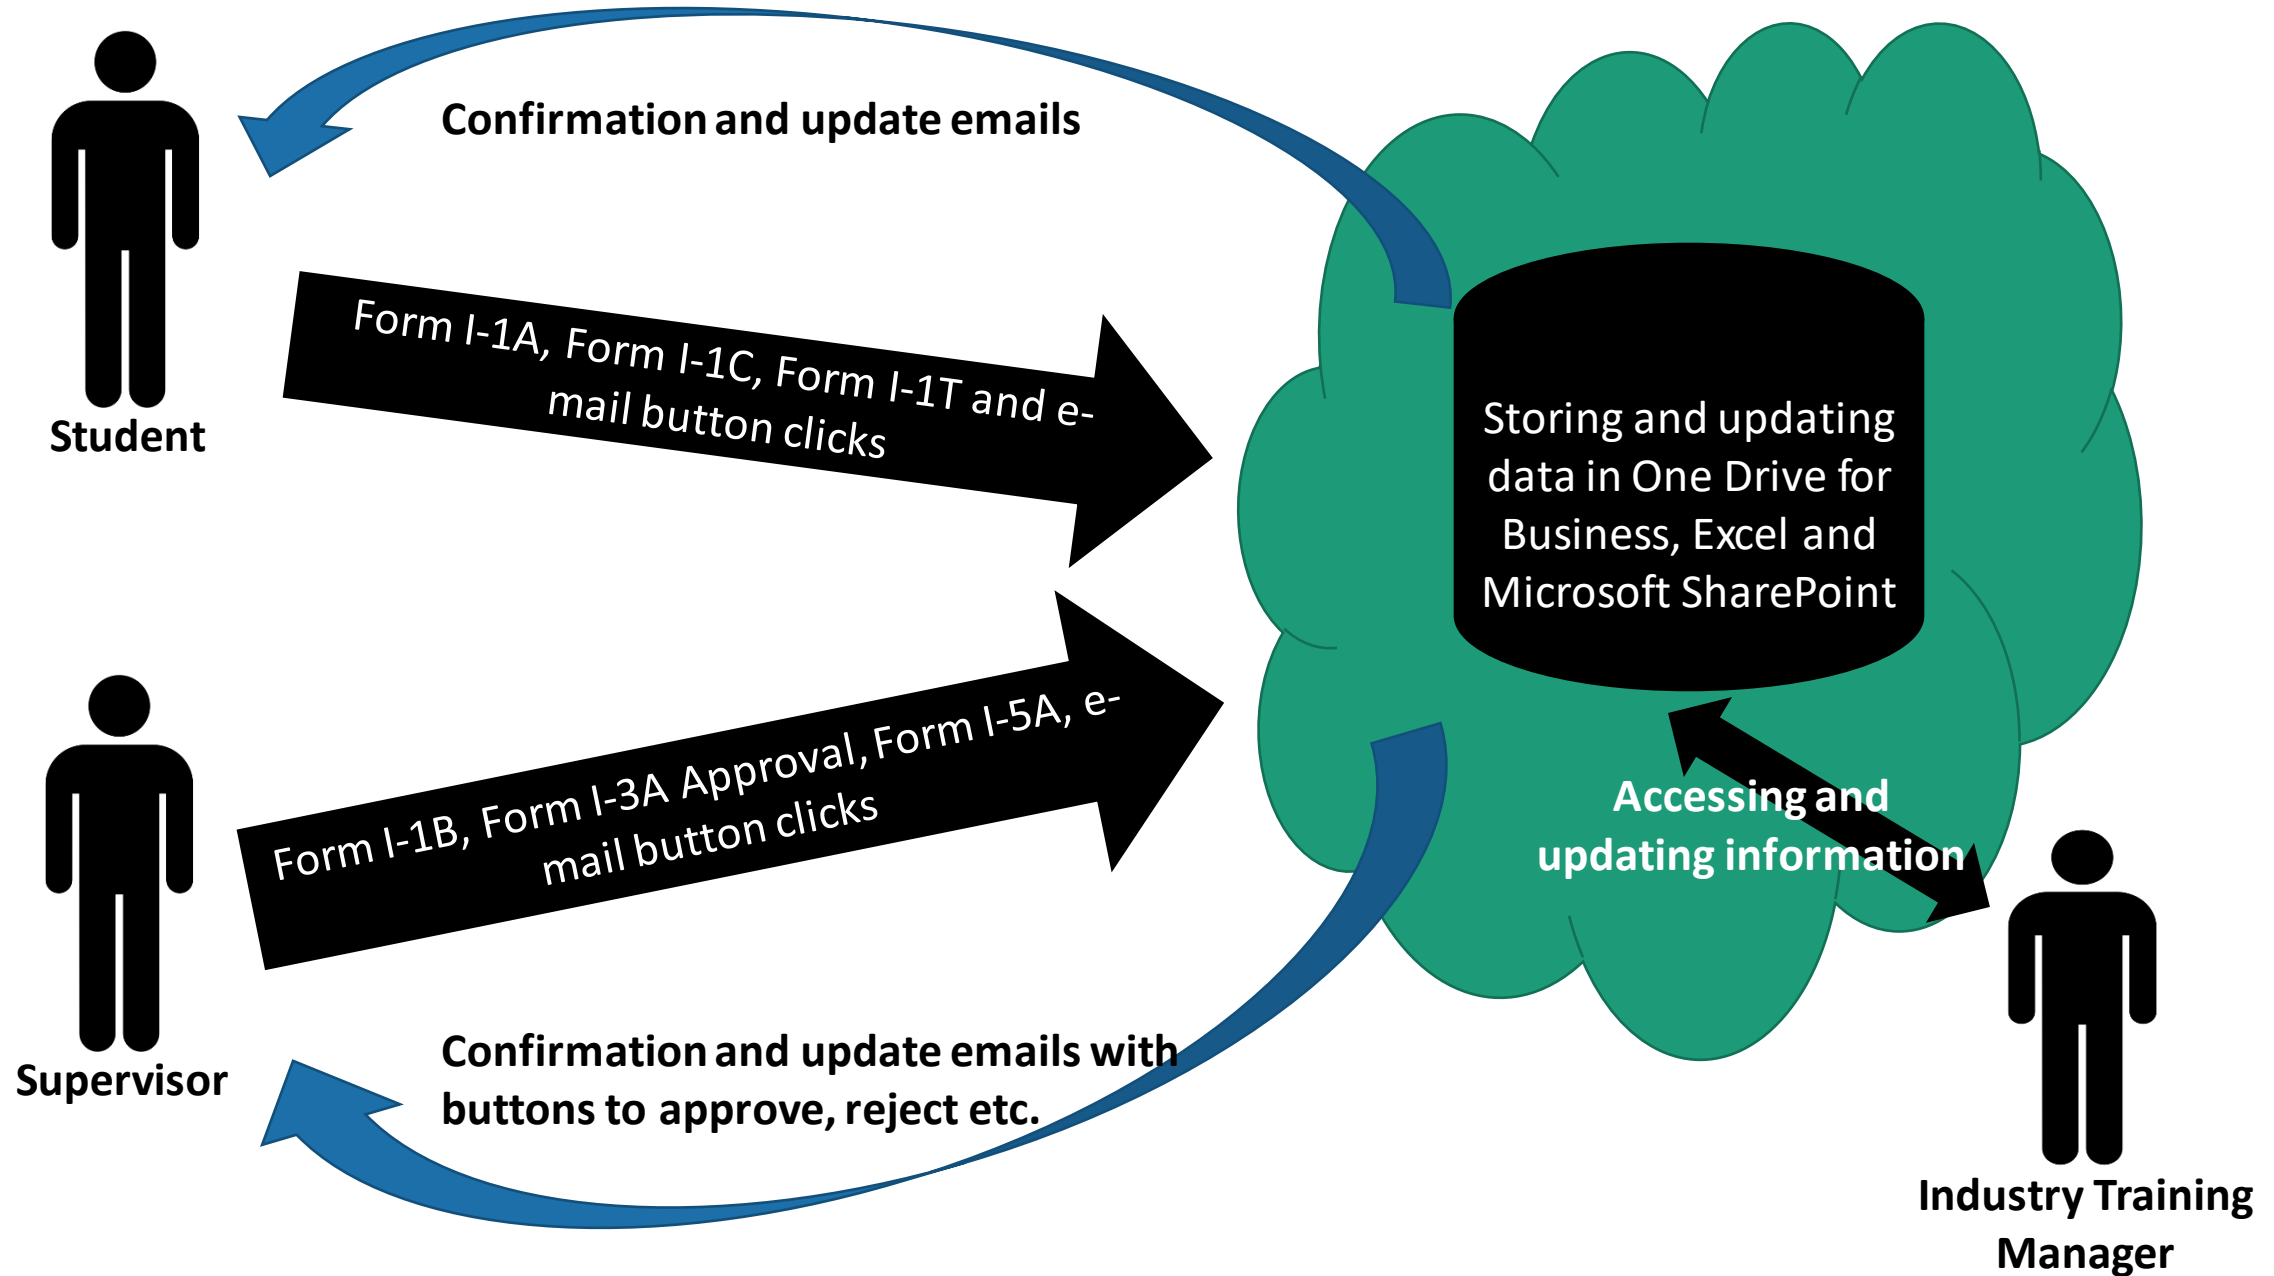 Confirmation and update emails
Student
Form I-1A, Form I-1C, Form I-1T and e-
mail button clicks
Storing and updating
data in One Drive for
Business, Excel and
Microsoft SharePoint
Form I-1B, Form I-3A Approval, Form I-5A, e-
mail button clicks
Supervisor
Accessing and
updating information
Confirmation and update emails with
buttons to approve, reject etc.
Industry Training
Manager